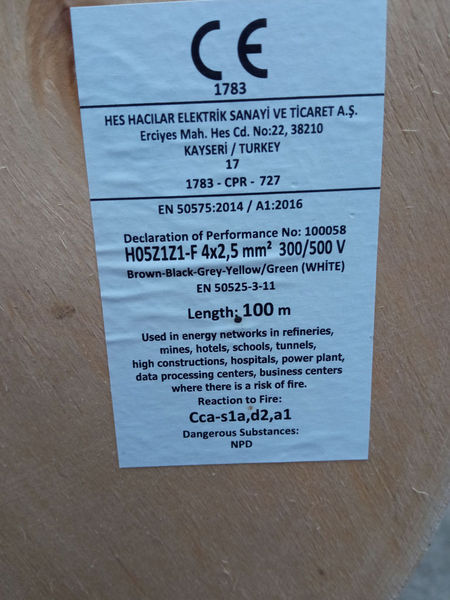 CE
1783
HES HACILAR ELEKTRİK SANAYİ VE TİCARET A.Ş.
Erciyes Mah. Hes Cd. No:22, 38210
KAYSERİ / TURKEY
17
1783 - CPR - 727
EN 50575:2014 / A1:2016
Declaration of Performance No: 100058
H05Z1Z1-F 4x2,5 mm² 300/500 V
Brown-Black-Grey-Yellow/Green (WHITE)
EN 50525-3-11
Length: 100 m
Used in energy networks in refineries,
mines, hotels, schools, tunnels,
high constructions, hospitals, power plant,
data processing centers, business centers
where there is a risk of fire.
Reaction to Fire:
Cca-s1a,d2,a1
Dangerous Substances:
NPD